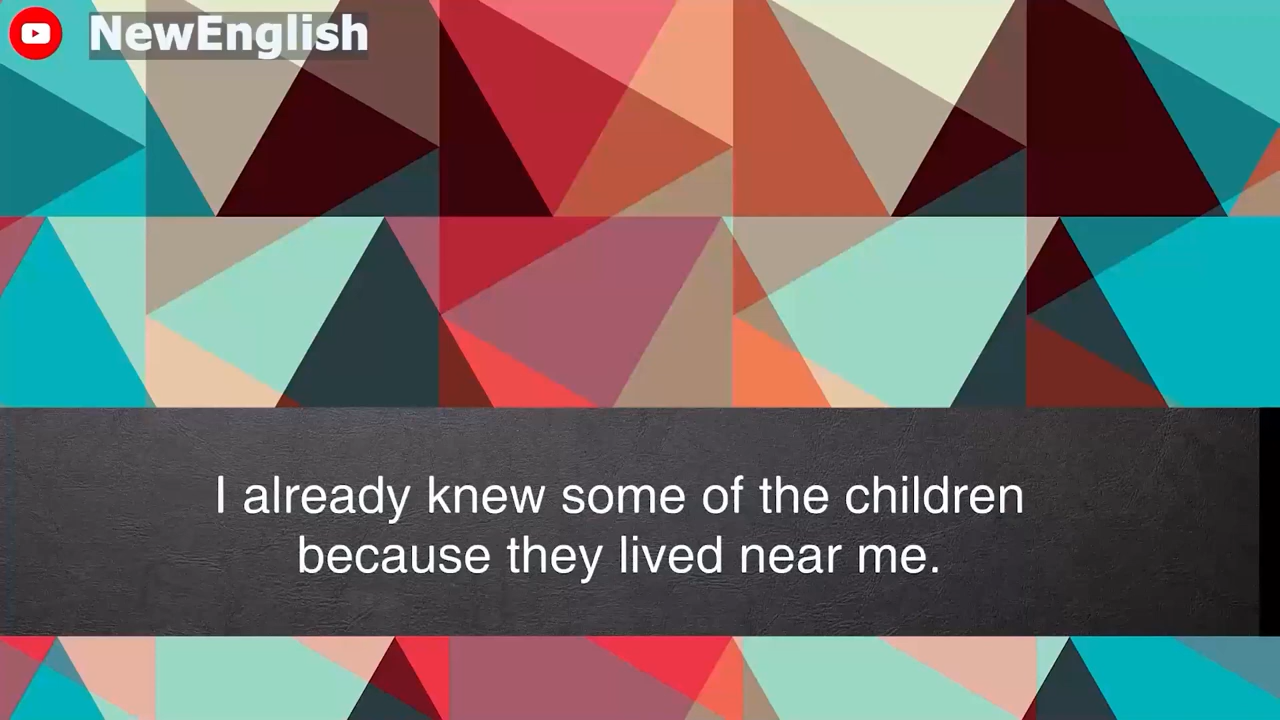 NewEnglish
I already knew some of the children
because they lived near me.